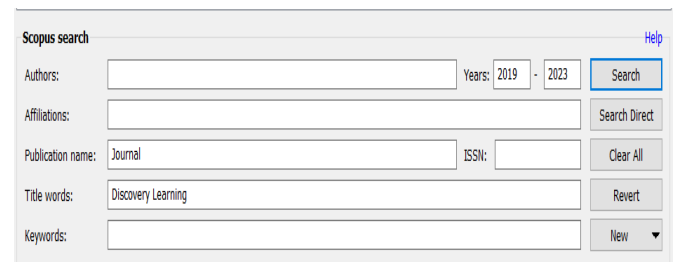 Scopus search Help
Authors: Years: 2019 - 2023 Search
Affiliations: Search Direct
Publication name: Journal ISSN: Clear All
Title words: Discovery Learning Revert
Keywords: New